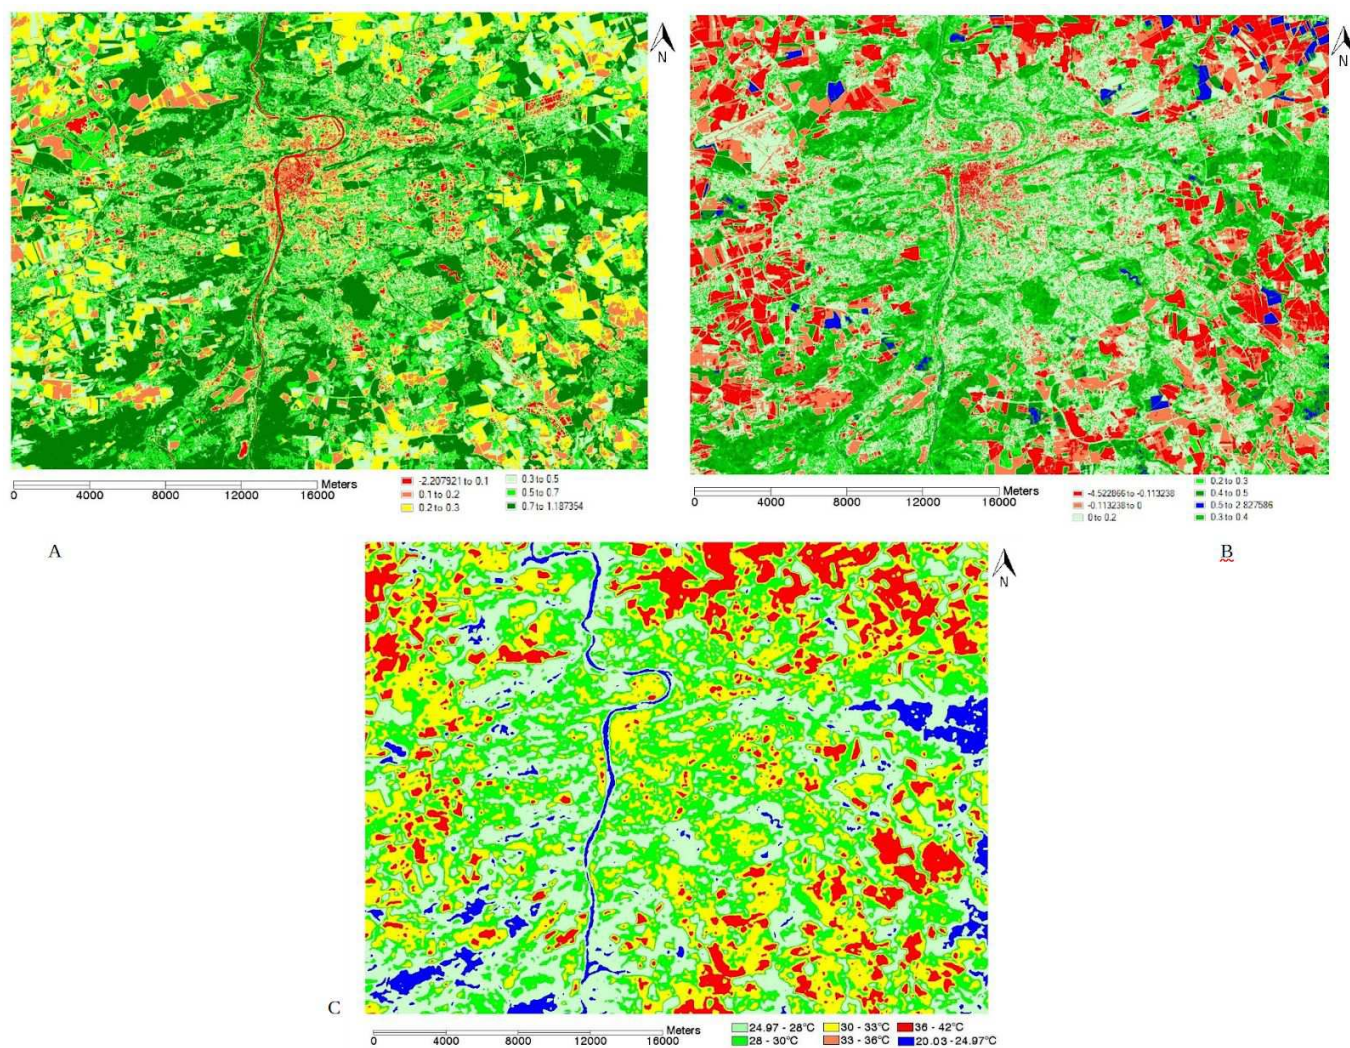 N
N
Meters
0 4000 8000 12000 16000
-2.207921 to 0.1
0.1 to 0.2
0.2 to 0.3
0.3 to 0.5
0.5 to 0.7
0.7 to 1.187354
Meters
0 4000 8000 12000 16000
-4.522866 to -0.113238
-0.113238 to 0
0 to 0.2
0.2 to 0.3
0.4 to 0.5
0.5 to 2.827586
0.3 to 0.4
A
B
N
C
Meters
0 4000 8000 12000 16000
24.97 - 28°C 30 - 33°C 36 - 42°C
28 - 30°C 33 - 36°C 20.03 - 24.97°C